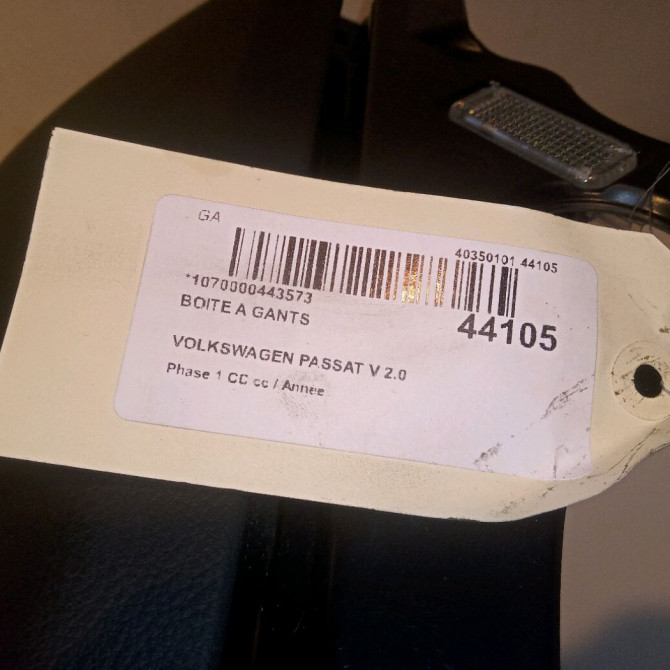 GA
40350101 44105
*1070000443573
BOITE A GANTS
44105
VOLKSWAGEN PASSAT V 2.0
Phase 1 CD cc / Année